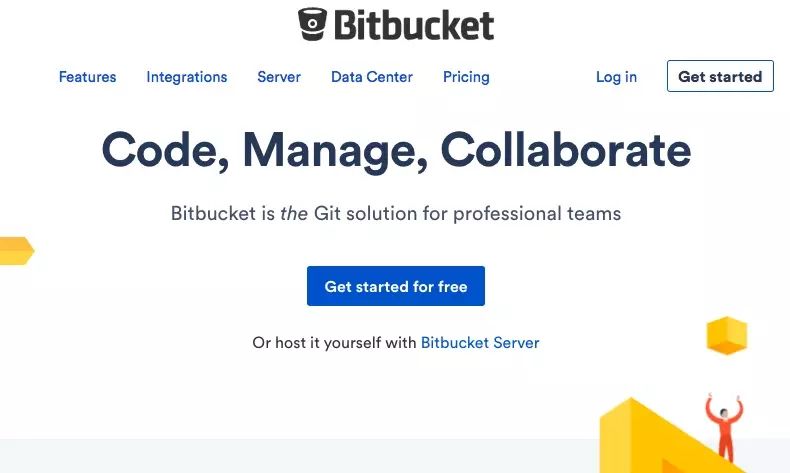 Bitbucket
Features Integrations Server Data Center Pricing Log in Get started
Code, Manage, Collaborate
Bitbucket is the Git solution for professional teams
Get started for free
Or host it yourself with Bitbucket Server